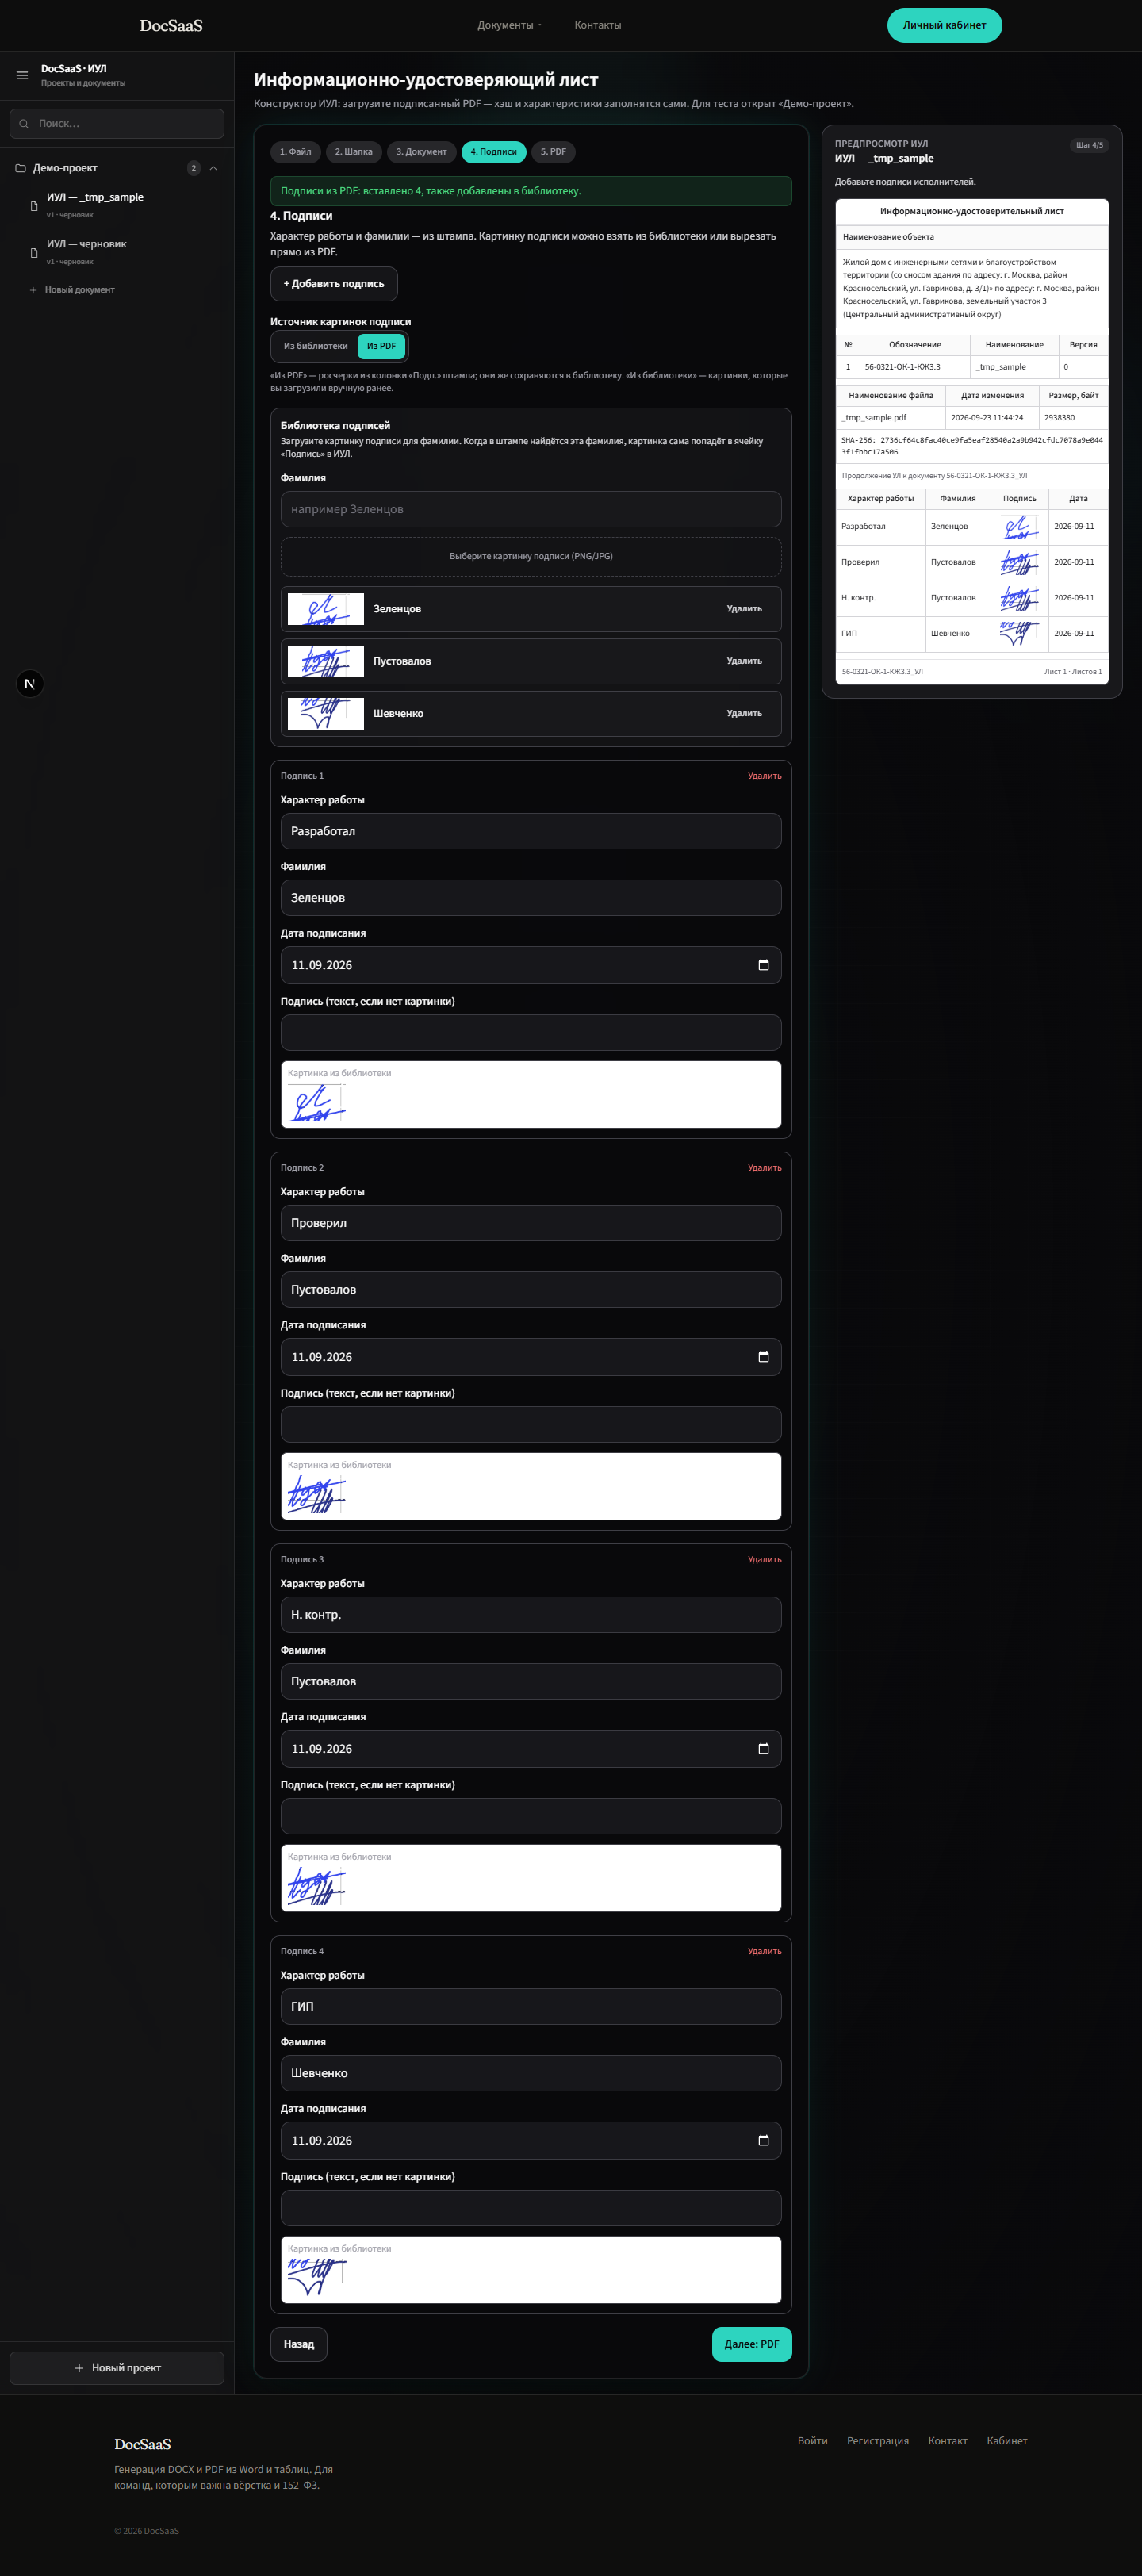 DocSaaS
Документы
Контакты
Личный кабинет
DocSaaS · ИУЛ
Проекты и документы
Поиск...
Демо-проект
2
ИУЛ — _tmp_sample
v1 · черновик
ИУЛ — черновик
v1 · черновик
+ Новый документ
N
+ Новый проект
Информационно-удостоверяющий лист
Конструктор ИУЛ: загрузите подписанный PDF — хэш и характеристики заполнятся сами. Для теста открыт «Демо-проект».
1. Файл
2. Шапка
3. Документ
4. Подписи
5. PDF
Подписи из PDF: вставлено 4, также добавлены в библиотеку.
4. Подписи
Характер работы и фамилии — из штампа. Картинку подписи можно взять из библиотеки или вырезать
прямо из PDF.
+ Добавить подпись
Источник картинок подписи
Из библиотеки
Из PDF
«Из PDF» — росчерки из колонки «Подп.» штампа; они же сохраняются в библиотеку. «Из библиотеки» — картинки, которые
вы загрузили вручную ранее.
Библиотека подписей
Загрузите картинку подписи для фамилии. Когда в штампе найдётся эта фамилия, картинка сама попадёт в ячейку
«Подпись» в ИУЛ.
Фамилия
например Зеленцов
Выберите картинку подписи (PNG/JPG)
Зеленцов
Удалить
Пустовалов
Удалить
Шевченко
Удалить
Подпись 1
Удалить
Характер работы
Разработал
Фамилия
Зеленцов
Дата подписания
11.09.2026
Подпись (текст, если нет картинки)
Картинка из библиотеки
Подпись 2
Удалить
Характер работы
Проверил
Фамилия
Пустовалов
Дата подписания
11.09.2026
Подпись (текст, если нет картинки)
Картинка из библиотеки
Подпись 3
Удалить
Характер работы
Н. контр.
Фамилия
Пустовалов
Дата подписания
11.09.2026
Подпись (текст, если нет картинки)
Картинка из библиотеки
Подпись 4
Удалить
Характер работы
ГИП
Фамилия
Шевченко
Дата подписания
11.09.2026
Подпись (текст, если нет картинки)
Картинка из библиотеки
Назад
Далее: PDF
ПРЕДПРОСМОТР ИУЛ
Шаг 4/5
ИУЛ — _tmp_sample
Добавьте подписи исполнителей.
Информационно-удостоверительный лист
Наименование объекта
Жилой дом с инженерными сетями и благоустройством
территории (со сносом здания по адресу: г. Москва, район
Красносельский, ул. Гаврикова, д. 3/1)» по адресу: г. Москва, район
Красносельский, ул. Гаврикова, земельный участок 3
(Центральный административный округ)
№ Обозначение Наименование Версия
1 56-0321-ОК-1-КЖ3.3 _tmp_sample 0
Наименование файла Дата изменения Размер, байт
_tmp_sample.pdf 2026-09-23 11:44:24 2938380
SHA-256: 2736cf64c8fac40ce9fa5eaf28540a2a9b942cfdc7078a9e044
3f1fbbc17a506
Продолжение УЛ к документу 56-0321-ОК-1-КЖ3.3_УЛ
Характер работы Фамилия Подпись Дата
Разработал Зеленцов 2026-09-11
Проверил Пустовалов 2026-09-11
Н. контр. Пустовалов 2026-09-11
ГИП Шевченко 2026-09-11
56-0321-ОК-1-КЖ3.3_УЛ Лист 1 · Листов 1
DocSaaS
Генерация DOCX и PDF из Word и таблиц. Для
команд, которым важна вёрстка и 152-ФЗ.
Войти
Регистрация
Контакт
Кабинет
© 2026 DocSaaS